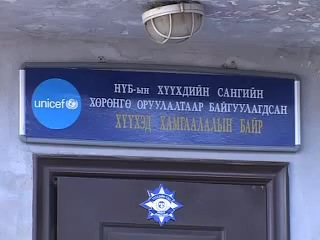 unicef
НҮБ-ын ХҮҮХДИЙН САНГИЙН
ХӨРӨНГӨ ОРУУЛАЛТААР БАЙГУУЛАГДСАН
ХҮҮХЭД ХАМГААЛАЛЫН БАЙР